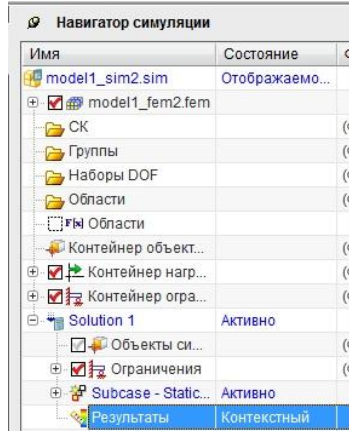 Навигатор симуляции
Имя Состояние
model1_sim2.sim Отображаемо...
model1_fem2.fem
СК
Группы
Наборы DOF
Области
F(x) Области
Контейнер объект...
Контейнер нагр...
Контейнер огра...
Solution 1 Активно
Объекты си...
Ограничения
Subcase - Static... Активно
Результаты Контекстный